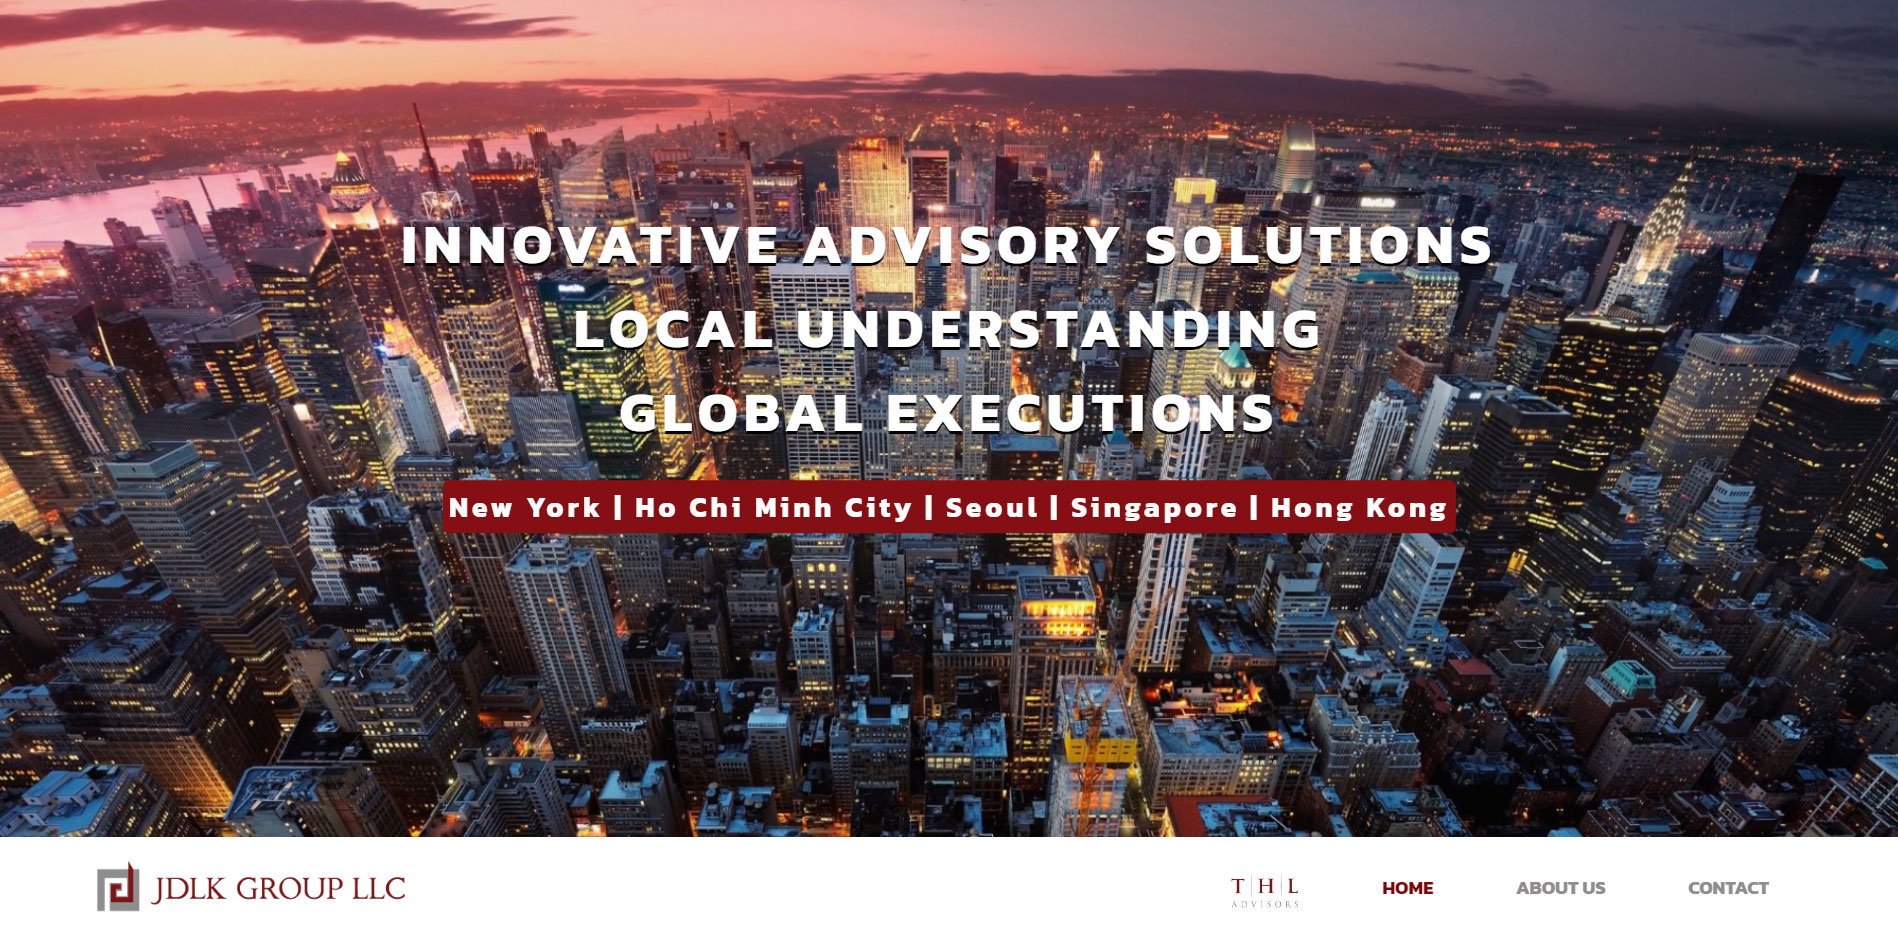 MetLife
INNOVATIVE ADVISORY SOLUTIONS
LOCAL UNDERSTANDING
GLOBAL EXECUTIONS
New York | Ho Chi Minh City | Seoul | Singapore | Hong Kong
JDLK GROUP LLC
T H L
ADVISORS
HOME
ABOUT US
CONTACT